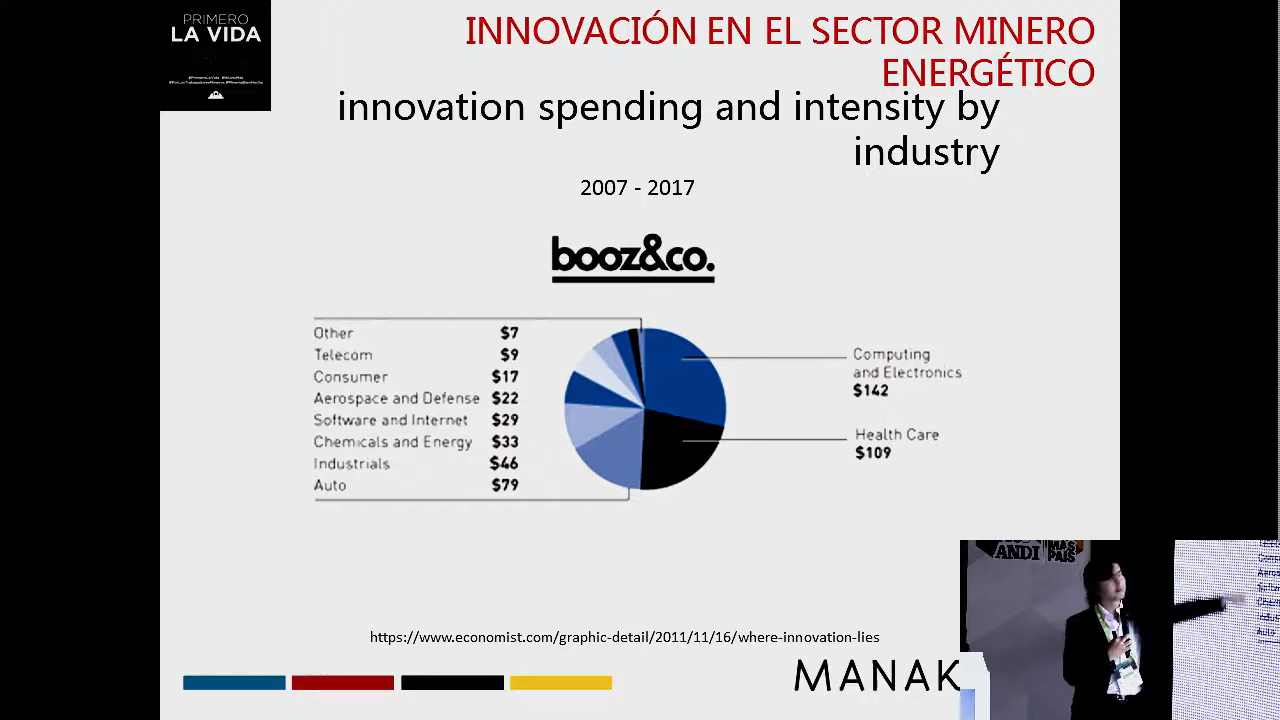 PRIMERO
LA VIDA
INNOVACIÓN EN EL SECTOR MINERO
ENERGÉTICO
innovation spending and intensity by
industry
2007 - 2017
booz&co.
Other $7
Telecom $9
Consumer $17
Aerospace and Defense $22
Software and Internet $29
Chemicals and Energy $33
Industrials $46
Auto $79
Computing
and Electronics
$142
Health Care
$109
https://www.economist.com/graphic-detail/2011/11/16/where-innovation-lies
MANAK
ANDI
MÁS
PAÍS